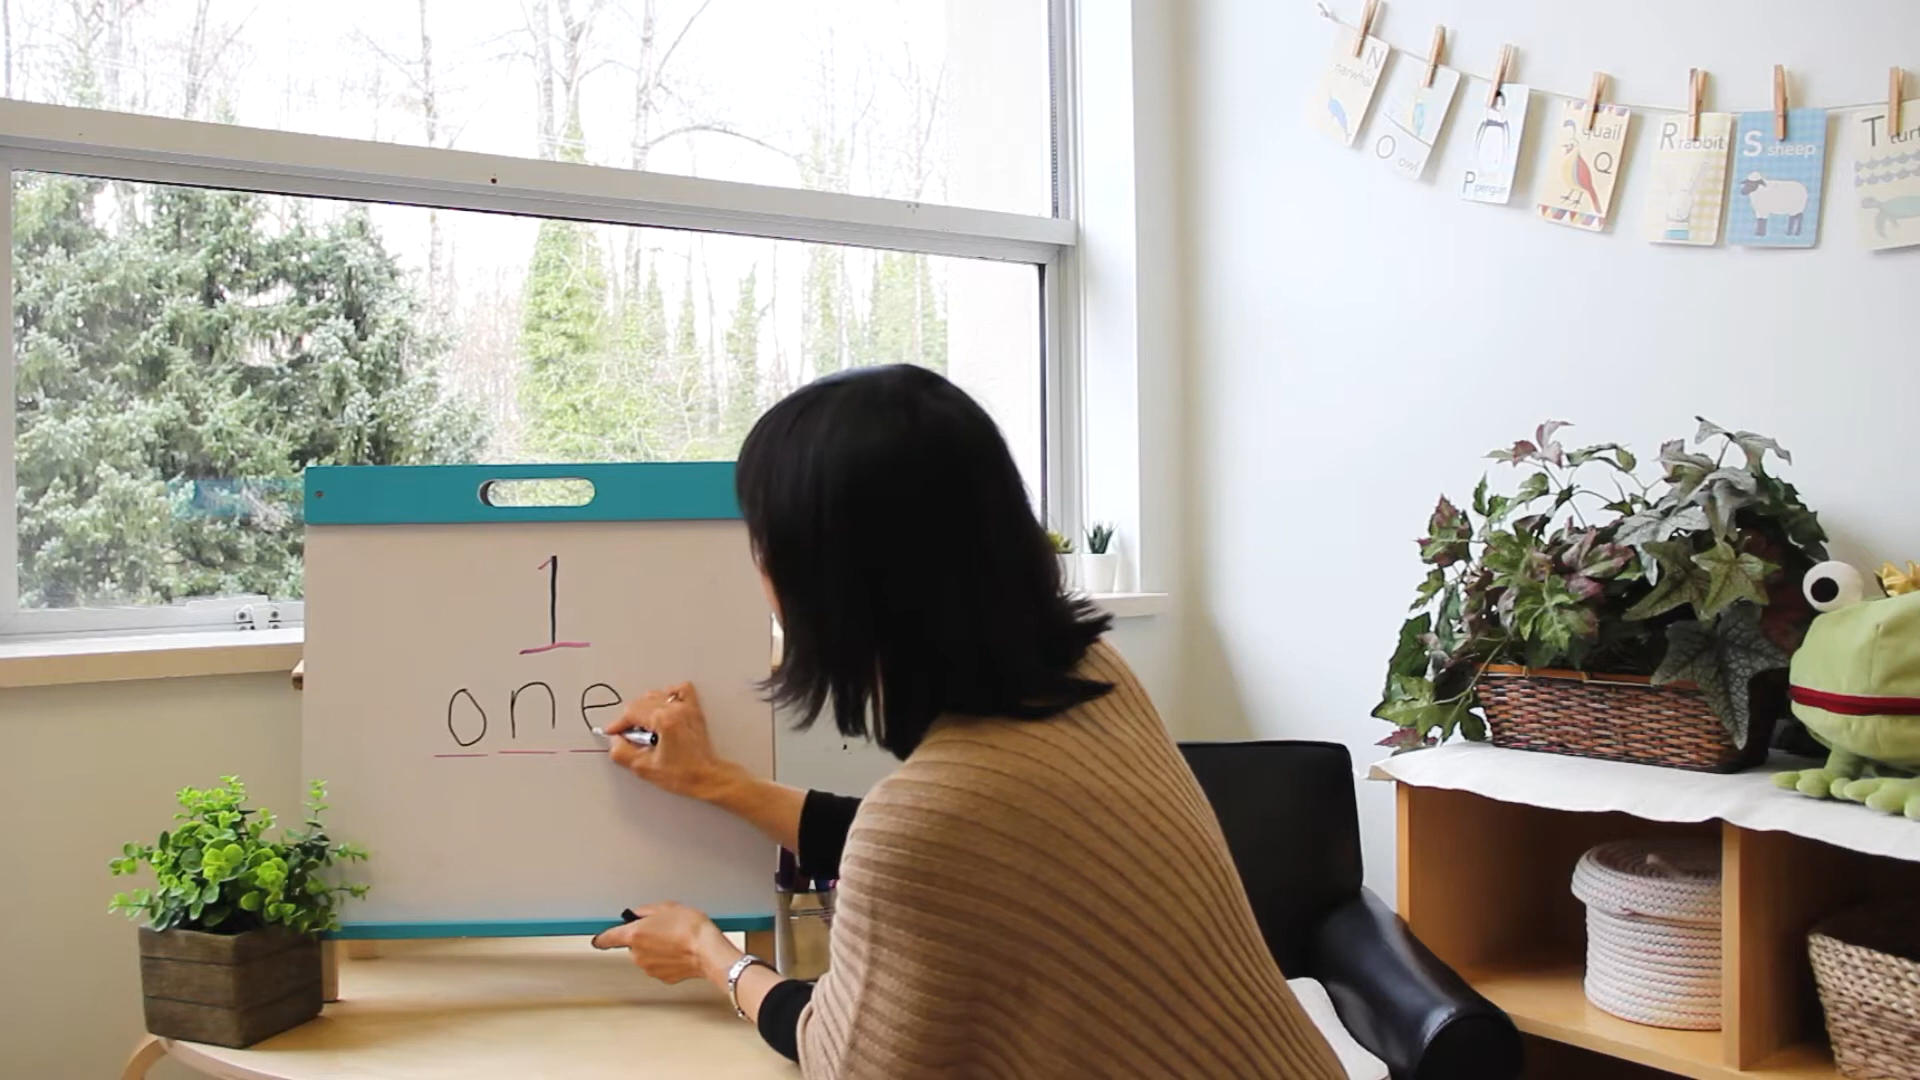 1
one
N
narwhal
O owl
P penguin
quail
Q
R rabbit
S sheep
T